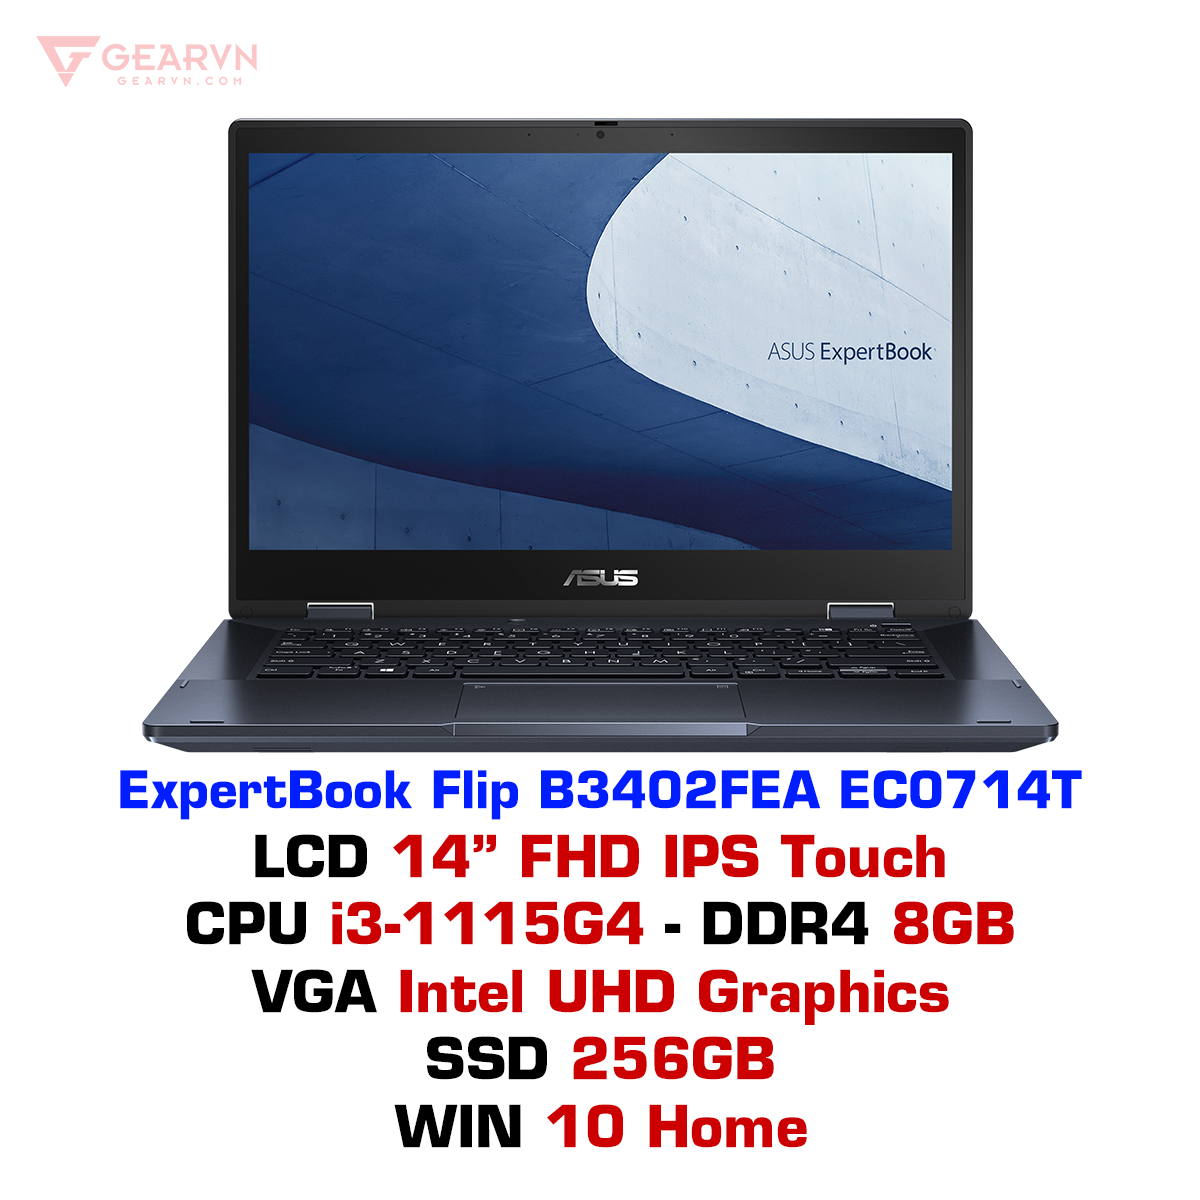 GEARVN
GEARVN.COM
ASUS ExpertBook
ASUS
ExpertBook Flip B3402FEA EC0714T
LCD 14” FHD IPS Touch
CPU i3-1115G4 - DDR4 8GB
VGA Intel UHD Graphics
SSD 256GB
WIN 10 Home